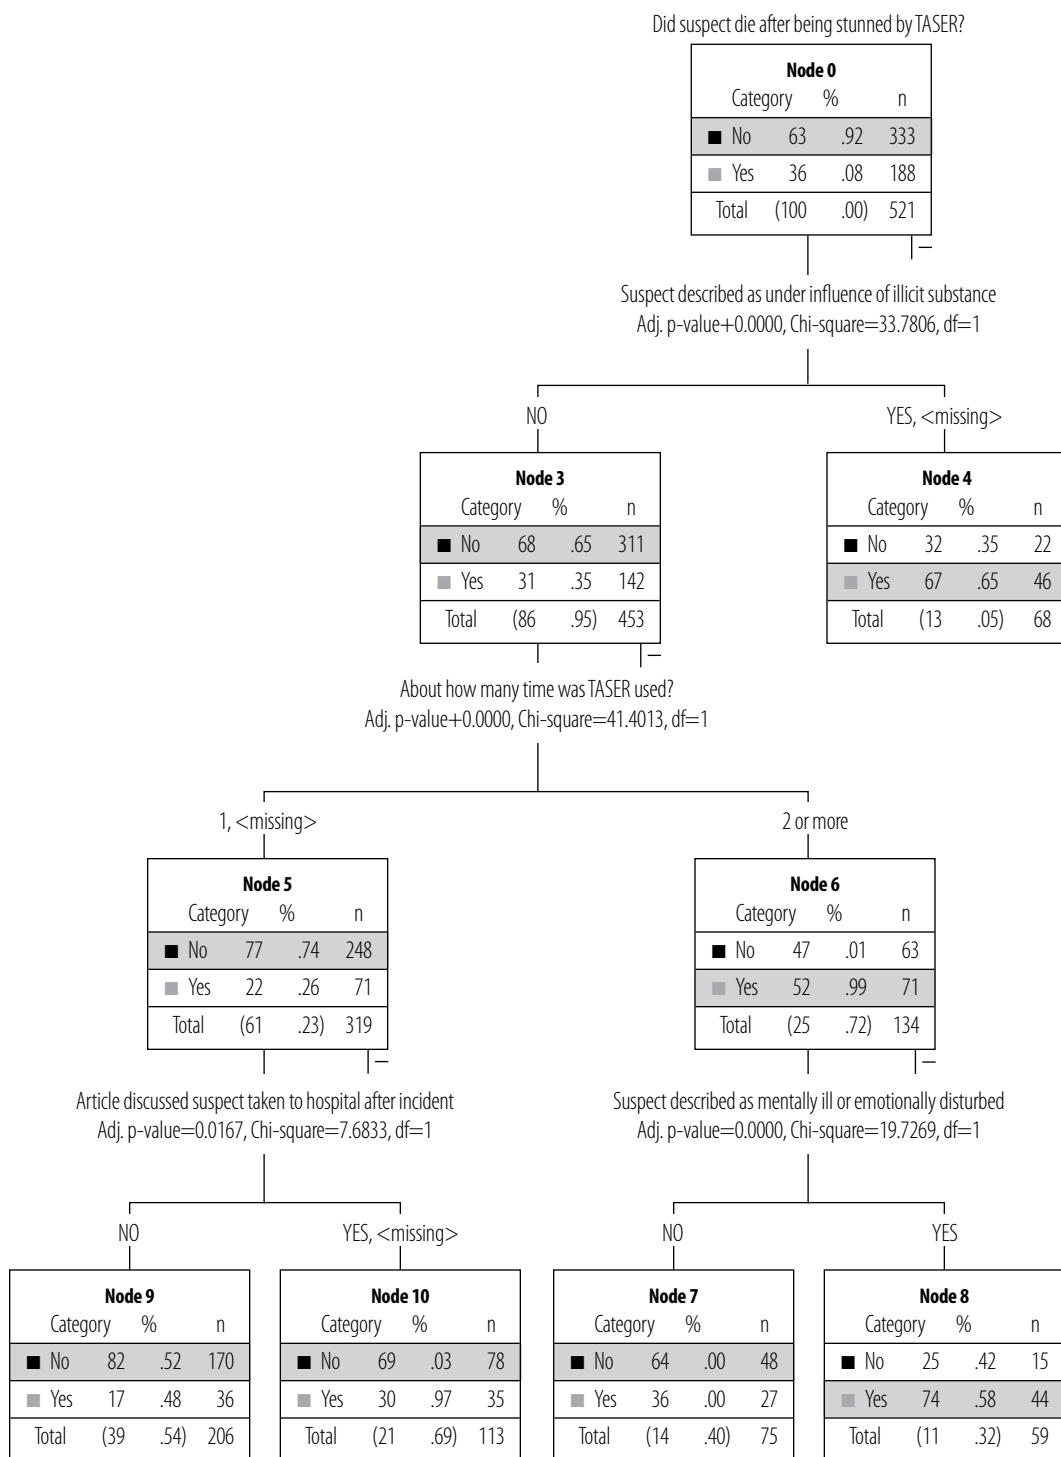 Did suspect die after being stunned by TASER?
Node 0
Category % n
No 63 .92 333
Yes 36 .08 188
Total (100 .00) 521
Suspect described as under influence of illicit substance
Adj. p-value+0.0000, Chi-square=33.7806, df=1
NO
YES, <missing>
Node 3
Category % n
No 68 .65 311
Yes 31 .35 142
Total (86 .95) 453
Node 4
Category % n
No 32 .35 22
Yes 67 .65 46
Total (13 .05) 68
About how many time was TASER used?
Adj. p-value+0.0000, Chi-square=41.4013, df=1
1, <missing>
2 or more
Node 5
Category % n
No 77 .74 248
Yes 22 .26 71
Total (61 .23) 319
Node 6
Category % n
No 47 .01 63
Yes 52 .99 71
Total (25 .72) 134
Article discussed suspect taken to hospital after incident
Adj. p-value=0.0167, Chi-square=7.6833, df=1
Suspect described as mentally ill or emotionally disturbed
Adj. p-value=0.0000, Chi-square=19.7269, df=1
NO
YES, <missing>
NO
YES
Node 9
Category % n
No 82 .52 170
Yes 17 .48 36
Total (39 .54) 206
Node 10
Category % n
No 69 .03 78
Yes 30 .97 35
Total (21 .69) 113
Node 7
Category % n
No 64 .00 48
Yes 36 .00 27
Total (14 .40) 75
Node 8
Category % n
No 25 .42 15
Yes 74 .58 44
Total (11 .32) 59